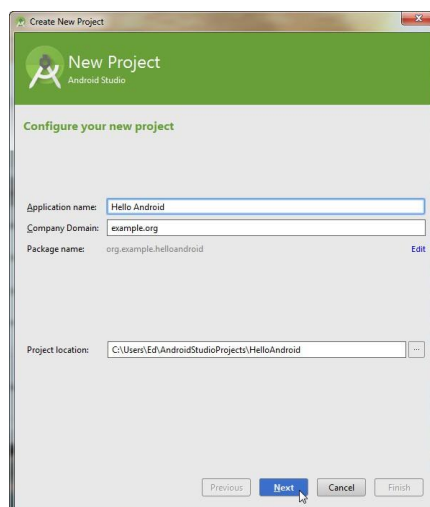 Create New Project
New Project
Android Studio
Configure your new project
Application name: Hello Android
Company Domain: example.org
Package name: org.example.helloandroid Edit
Project location: C:\Users\Ed\AndroidStudioProjects\HelloAndroid ...
Previous Next Cancel Finish